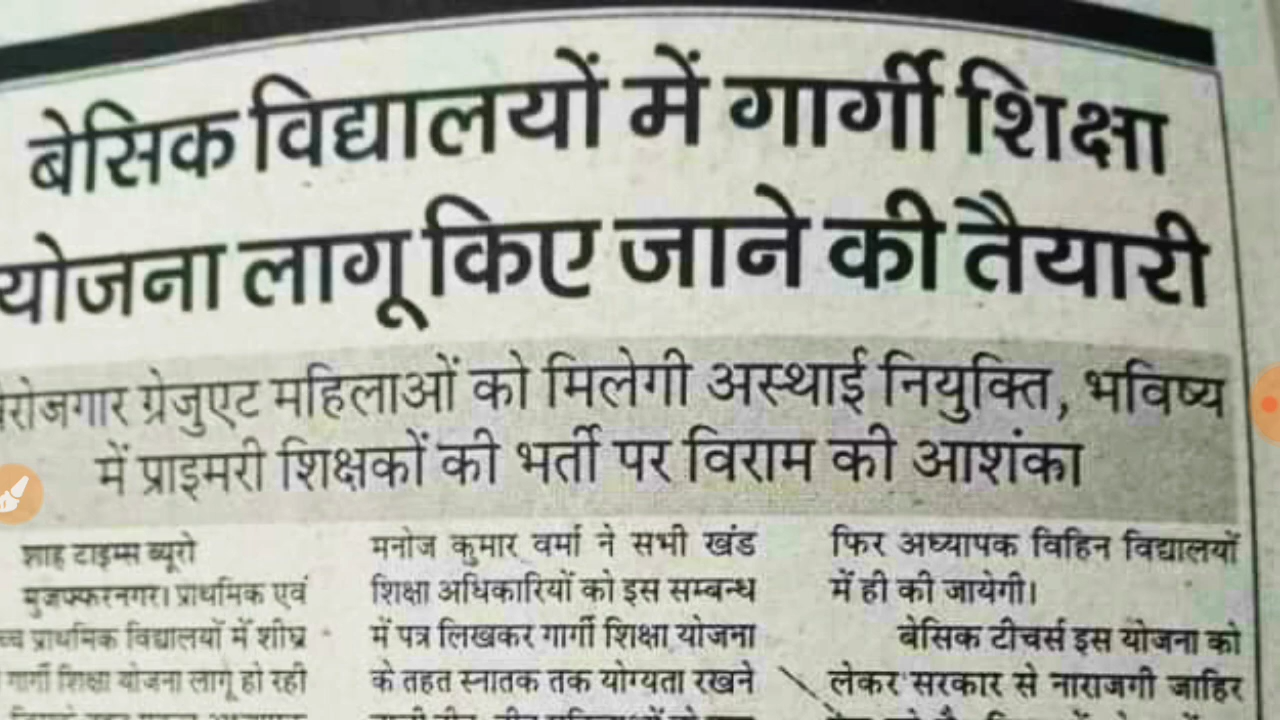 बेसिक विद्यालयों में गार्गी शिक्षा
योजना लागू किए जाने की तैयारी
ग्रेजुएट महिलाओं को मिलेगी अस्थाई नियुक्ति, भविष्य
में प्राइमरी शिक्षकों की भर्ती पर विराम की आशंका
शाह टाइम्स ब्यूरो
मुजफ्फरनगर। प्राथमिक एवं
प्राथमिक विद्यालयों में शीघ्र
गार्गी शिक्षा योजना लागू हो रही
मनोज कुमार वर्मा ने सभी खंड
शिक्षा अधिकारियों को इस सम्बन्ध
में पत्र लिखकर गार्गी शिक्षा योजना
के तहत स्नातक तक योग्यता रखने
फिर अध्यापक विहिन विद्यालयों
में ही की जायेगी।
बेसिक टीचर्स इस योजना को
लेकर सरकार से नाराजगी जाहिर